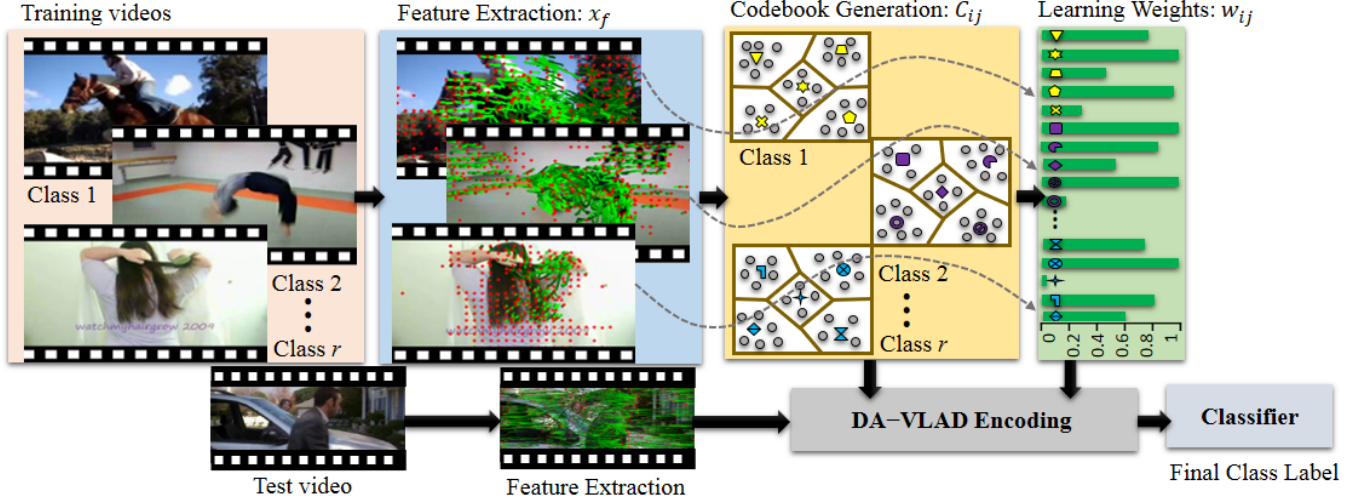 Training videos
Feature Extraction: x_f
Codebook Generation: C_ij
Learning Weights: w_ij
Class 1
Class 2
Class r
watchmyhairgrow 2009
Class 1
Class 2
Class r
0
0.2
0.4
0.6
0.8
1
DA−VLAD Encoding
Classifier
Test video
Feature Extraction
Final Class Label